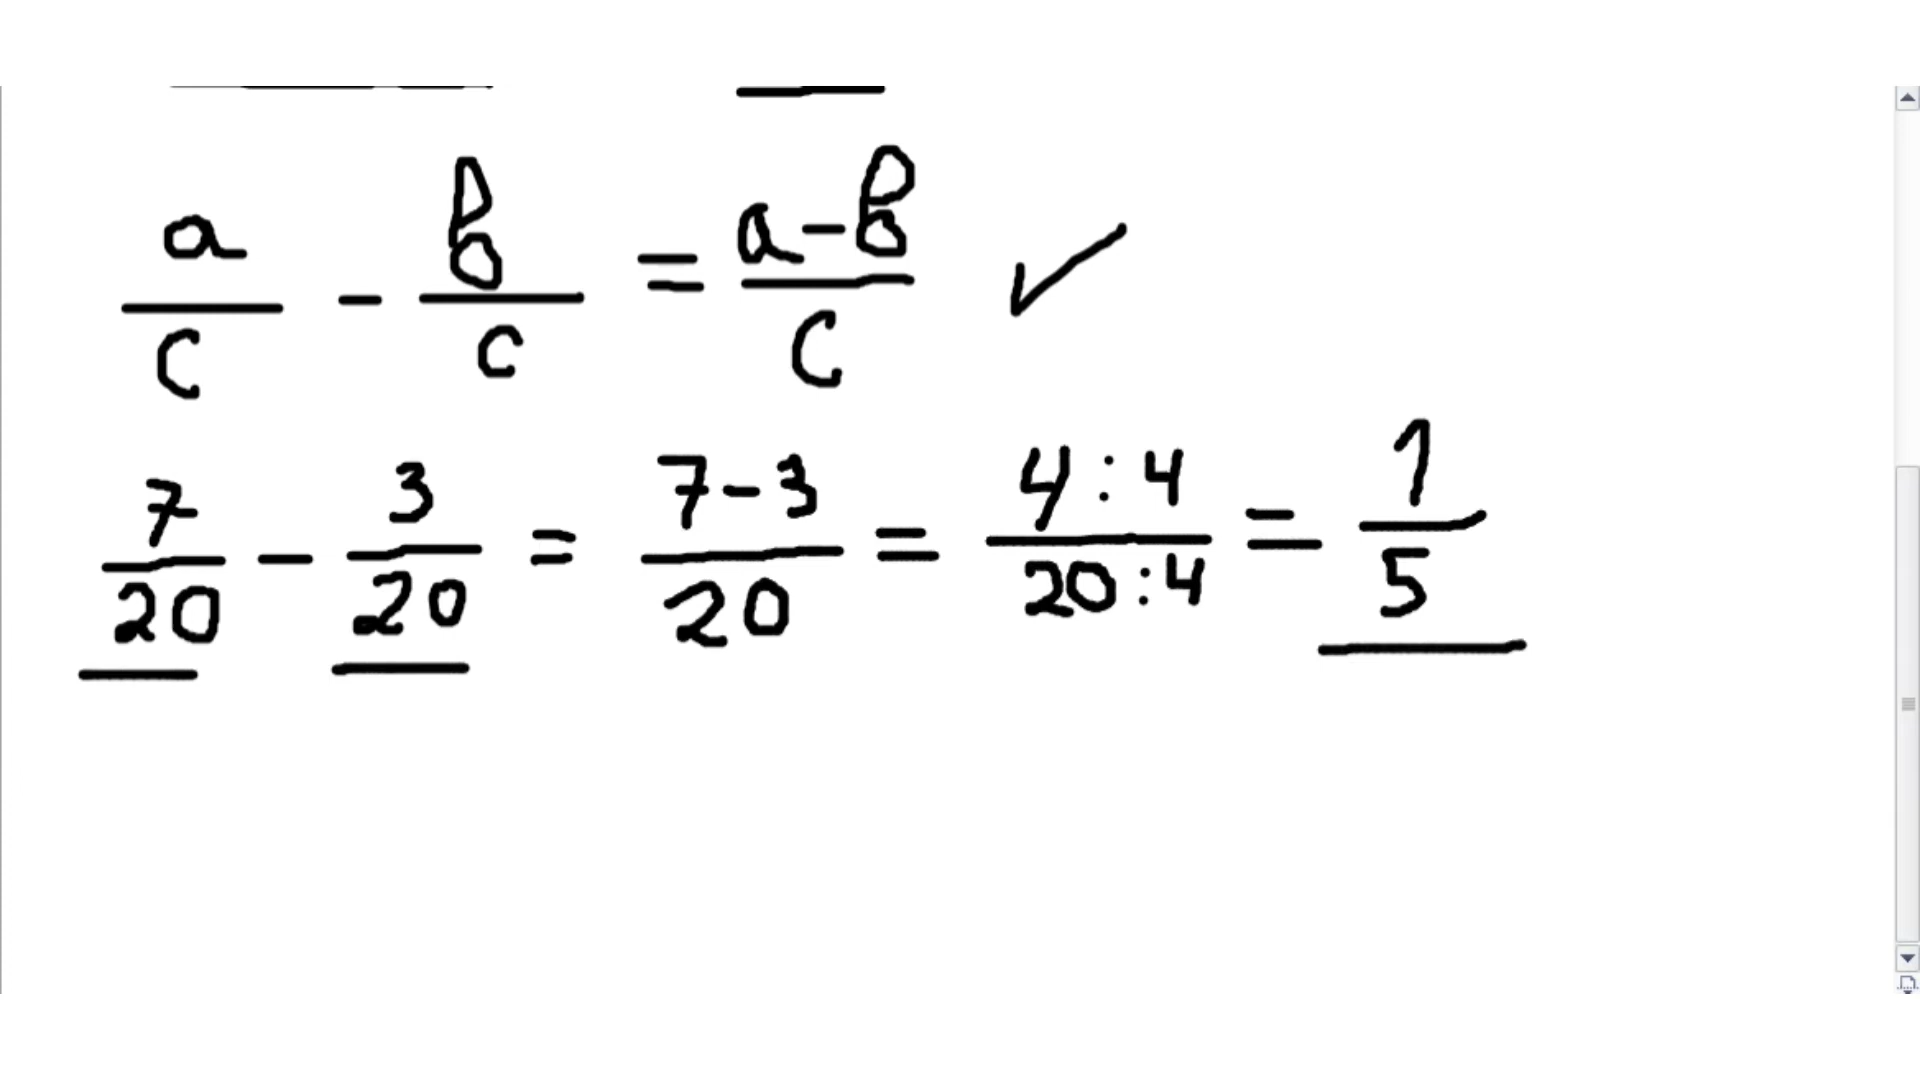 a/c - b/c = a-b/c ✓
7/20 - 3/20 = 7-3/20 = 4:4/20:4 = 1/5